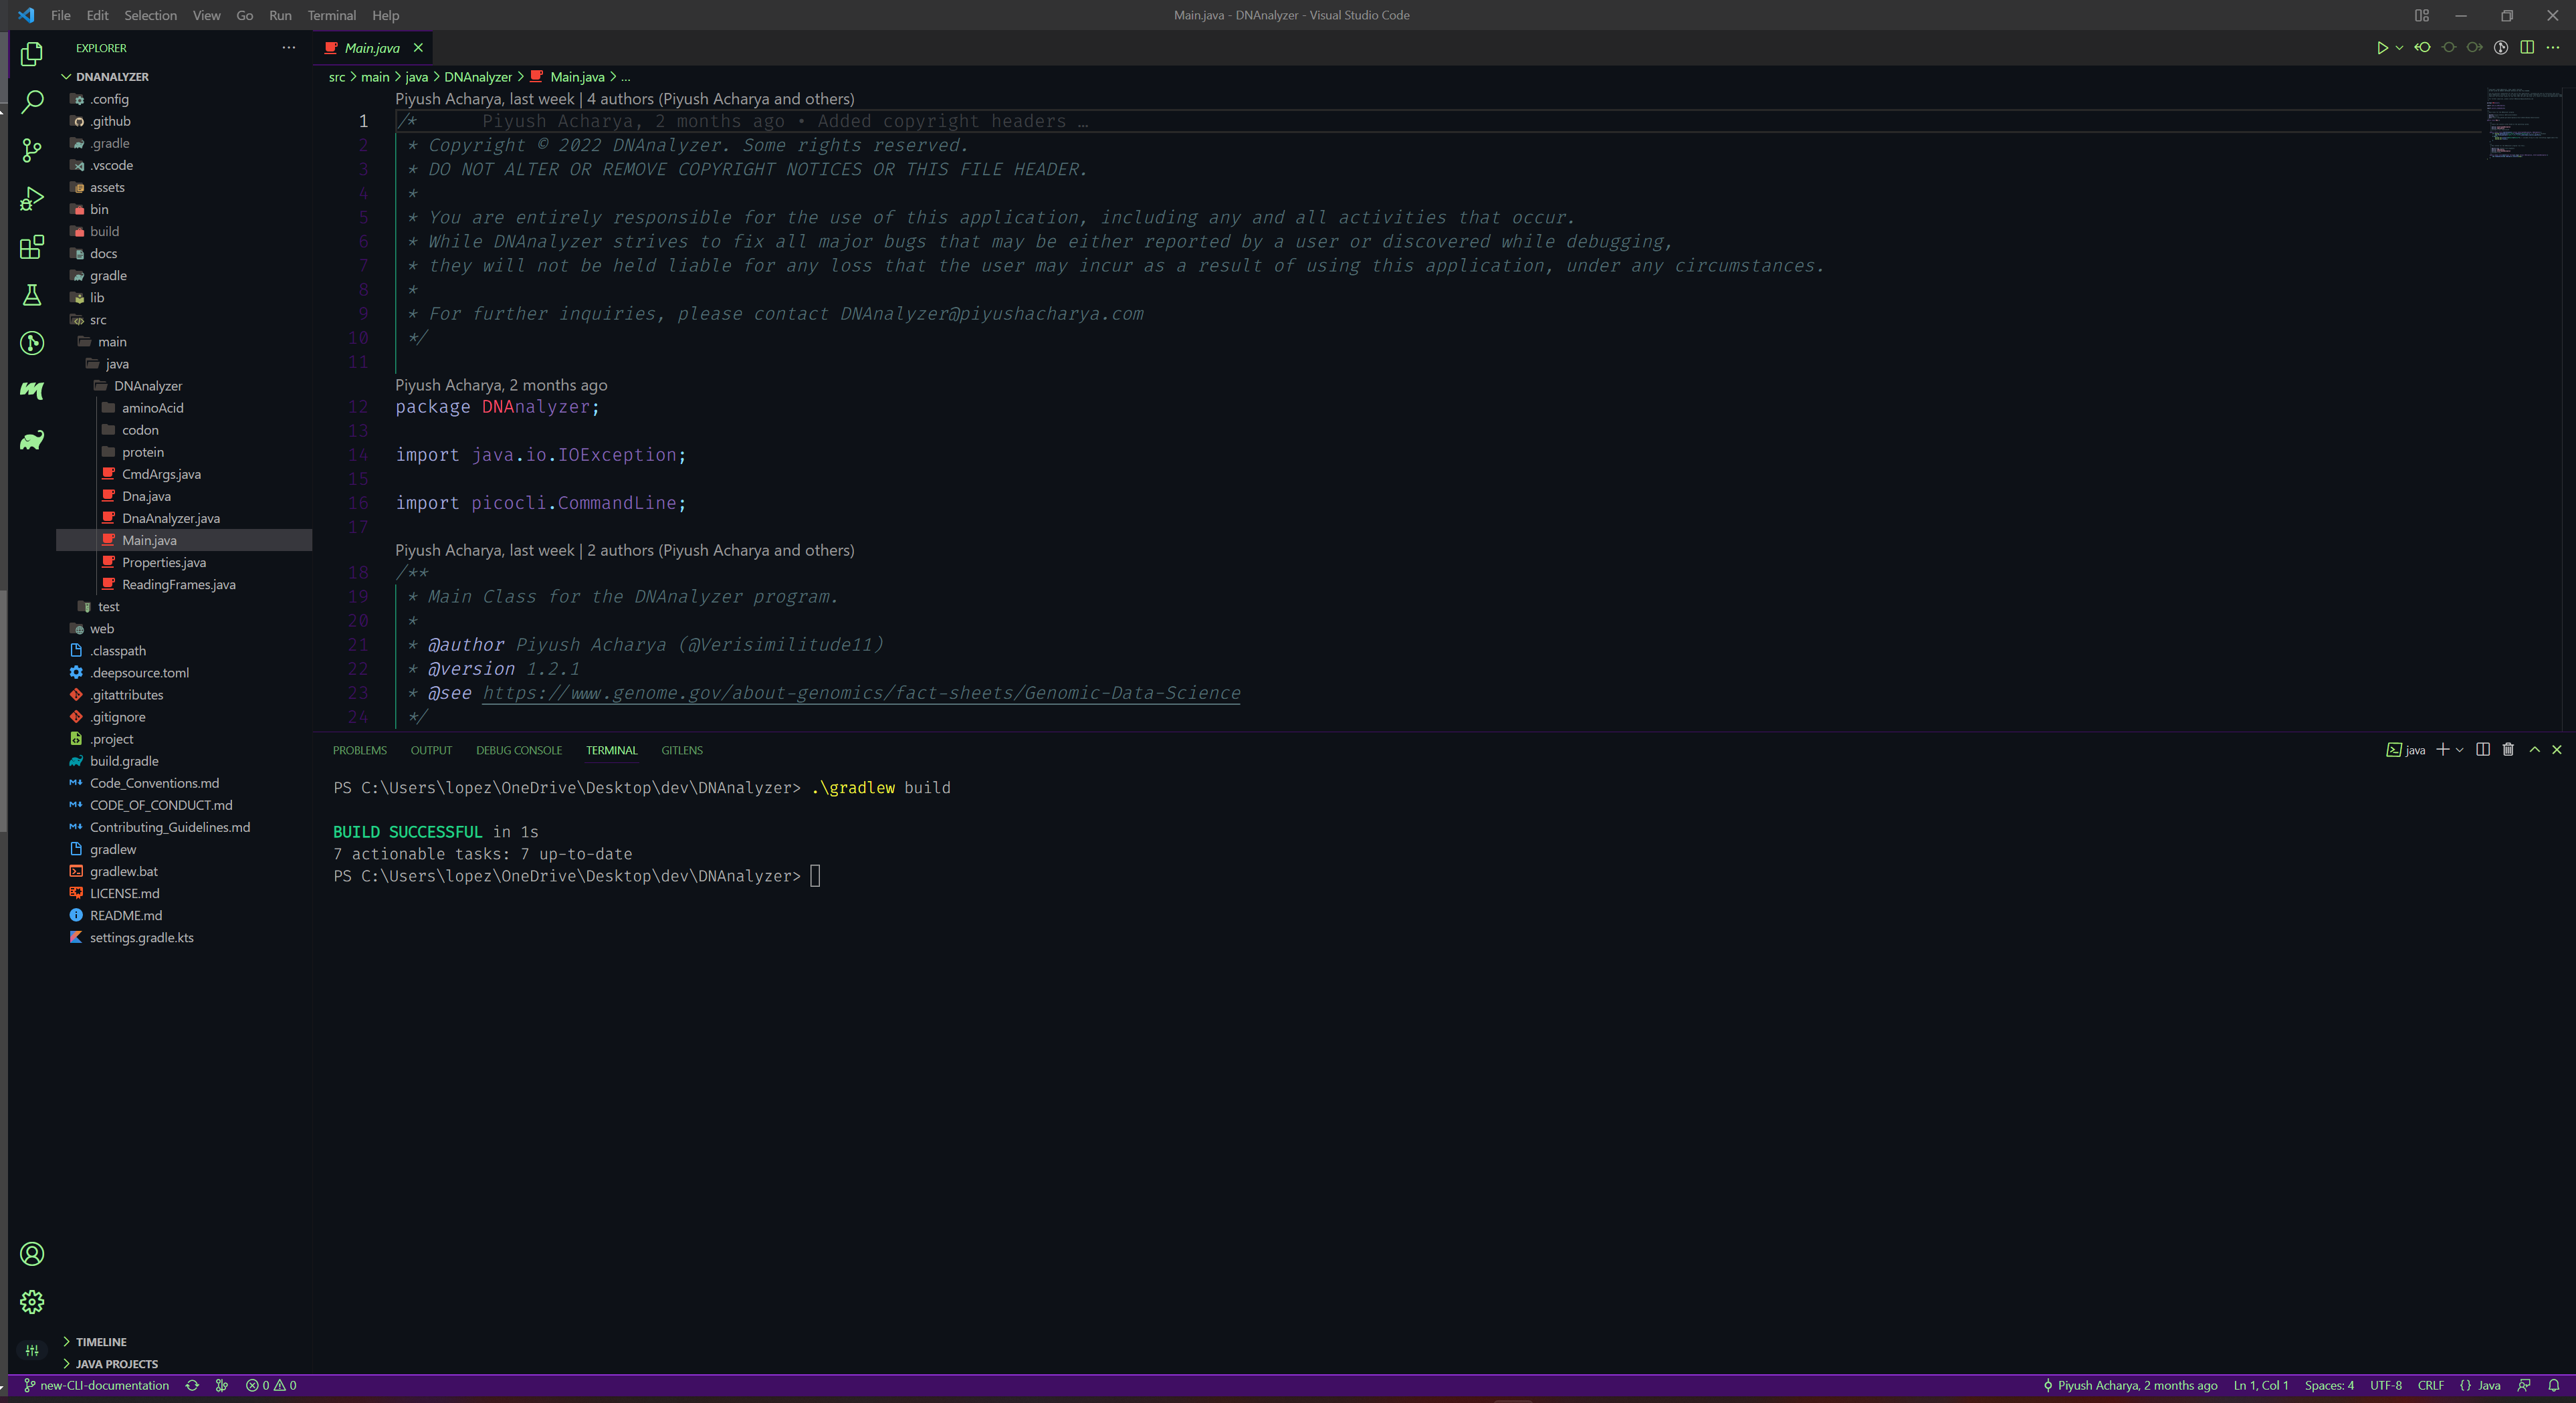 File Edit Selection View Go Run Terminal Help
Main.java - DNAnalyzer - Visual Studio Code
EXPLORER
DNANALYZER
.config
.github
.gradle
.vscode
assets
bin
build
docs
gradle
lib
src
main
java
DNAnalyzer
aminoAcid
codon
protein
CmdArgs.java
Dna.java
DnaAnalyzer.java
Main.java
Properties.java
ReadingFrames.java
test
web
.classpath
.deepsource.toml
.gitattributes
.gitignore
.project
build.gradle
Code_Conventions.md
CODE_OF_CONDUCT.md
Contributing_Guidelines.md
gradlew
gradlew.bat
LICENSE.md
README.md
settings.gradle.kts
TIMELINE
JAVA PROJECTS
Main.java
src > main > java > DNAnalyzer > Main.java > ...
Piyush Acharya, last week | 4 authors (Piyush Acharya and others)
1 /* Piyush Acharya, 2 months ago • Added copyright headers …
2 * Copyright © 2022 DNAnalyzer. Some rights reserved.
3 * DO NOT ALTER OR REMOVE COPYRIGHT NOTICES OR THIS FILE HEADER.
4 *
5 * You are entirely responsible for the use of this application, including any and all activities that occur.
6 * While DNAnalyzer strives to fix all major bugs that may be either reported by a user or discovered while debugging,
7 * they will not be held liable for any loss that the user may incur as a result of using this application, under any circumstances.
8 *
9 * For further inquiries, please contact DNAnalyzer@piyushacharya.com
10 */
11
Piyush Acharya, 2 months ago
12 package DNAnalyzer;
13
14 import java.io.IOException;
15
16 import picocli.CommandLine;
17
Piyush Acharya, last week | 2 authors (Piyush Acharya and others)
18 /**
19 * Main Class for the DNAnalyzer program.
20 *
21 * @author Piyush Acharya (@Verisimilitude11)
22 * @version 1.2.1
23 * @see https://www.genome.gov/about-genomics/fact-sheets/Genomic-Data-Science
24 */
PROBLEMS OUTPUT DEBUG CONSOLE TERMINAL GITLENS
java
PS C:\Users\lopez\OneDrive\Desktop\dev\DNAnalyzer> .\gradlew build
BUILD SUCCESSFUL in 1s
7 actionable tasks: 7 up-to-date
PS C:\Users\lopez\OneDrive\Desktop\dev\DNAnalyzer>
new-CLI-documentation 0 0
Piyush Acharya, 2 months ago Ln 1, Col 1 Spaces: 4 UTF-8 CRLF {} Java